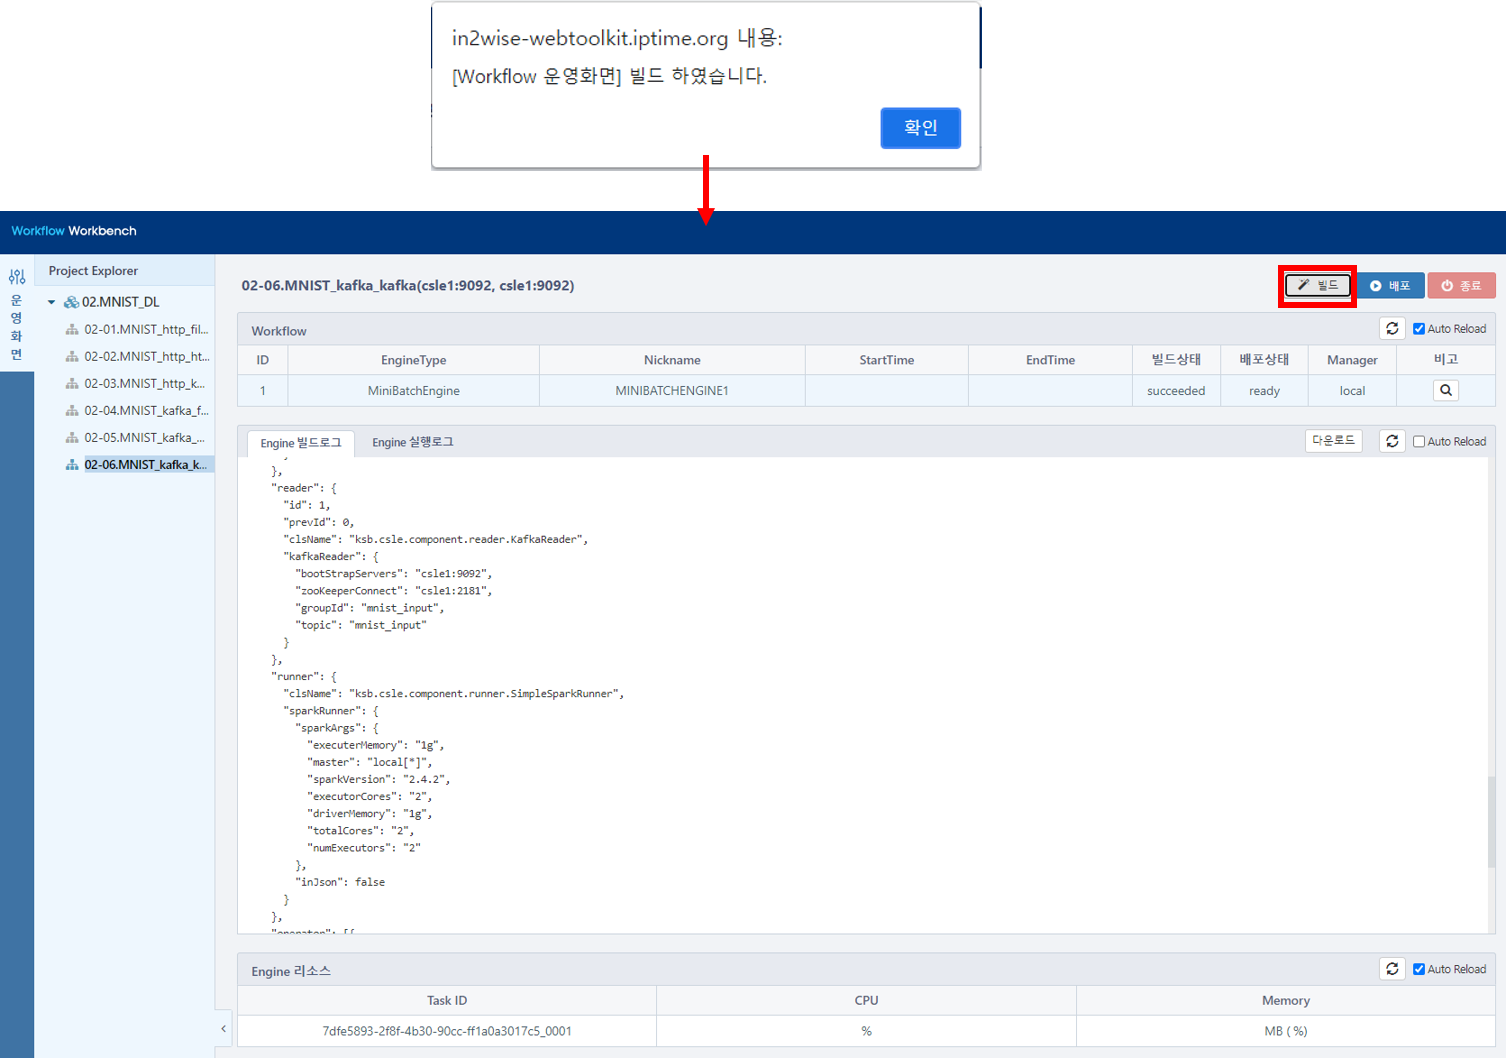 in2wise-webtoolkit.iptime.org 내용:
[Workflow 운영화면] 빌드 하였습니다.
확인
Workflow Workbench
운영화면
Project Explorer
02.MNIST_DL
02-01.MNIST_http_fil...
02-02.MNIST_http_ht...
02-03.MNIST_http_k...
02-04.MNIST_kafka_f...
02-05.MNIST_kafka_...
02-06.MNIST_kafka_k...
02-06.MNIST_kafka_kafka(csle1:9092, csle1:9092)
빌드 배포 종료
Workflow Auto Reload
ID EngineType Nickname StartTime EndTime 빌드상태 배포상태 Manager 비고
1 MiniBatchEngine MINIBATCHENGINE1 succeeded ready local
Engine 빌드로그 Engine 실행로그 다운로드 Auto Reload
},
"reader": {
"id": 1,
"prevId": 0,
"clsName": "ksb.csle.component.reader.KafkaReader",
"kafkaReader": {
"bootStrapServers": "csle1:9092",
"zooKeeperConnect": "csle1:2181",
"groupId": "mnist_input",
"topic": "mnist_input"
}
},
"runner": {
"clsName": "ksb.csle.component.runner.SimpleSparkRunner",
"sparkRunner": {
"sparkArgs": {
"executerMemory": "1g",
"master": "local[*]",
"sparkVersion": "2.4.2",
"executorCores": "2",
"driverMemory": "1g",
"totalCores": "2",
"numExecutors": "2"
},
"inJson": false
}
},
"operator": [{
Engine 리소스 Auto Reload
Task ID CPU Memory
7dfe5893-2f8f-4b30-90cc-ff1a0a3017c5_0001 % MB ( %)